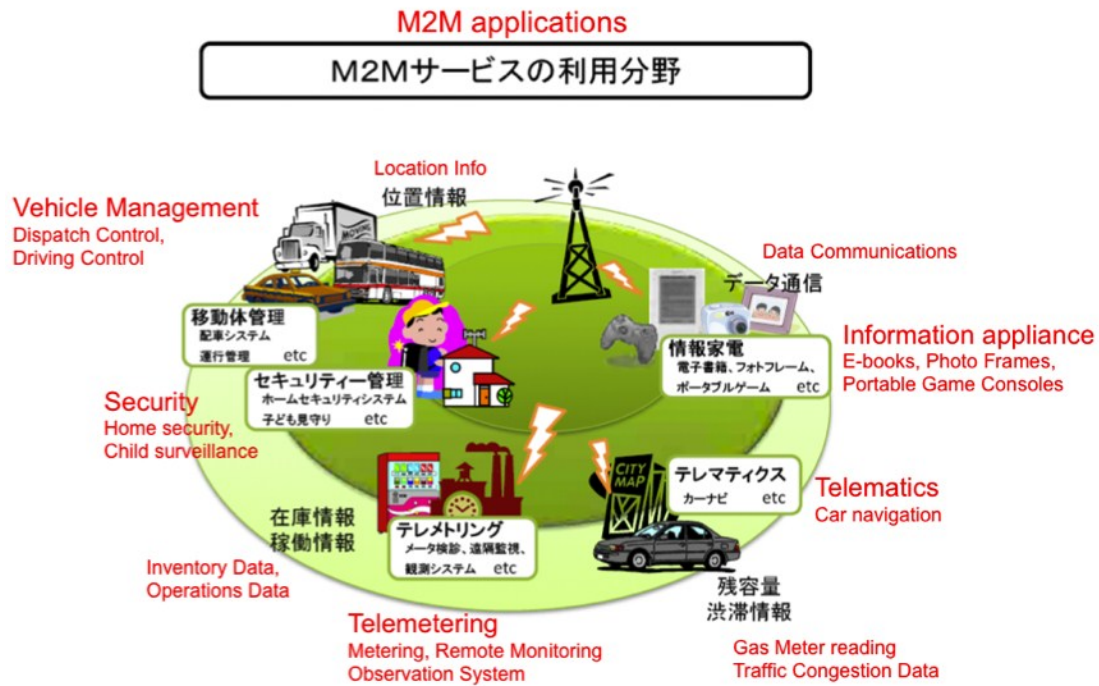 M2M applications
M2Mサービスの利用分野
Location Info
位置情報
Vehicle Management
Dispatch Control,
Driving Control
MOVING
移動体管理
配車システム
運行管理 etc
Data Communications
データ通信
情報家電
電子書籍、フォトフレーム、
ポータブルゲーム etc
Information appliance
E-books, Photo Frames,
Portable Game Consoles
セキュリティー管理
ホームセキュリティシステム
子ども見守り etc
Security
Home security,
Child surveillance
CITY
MAP
テレマティクス
カーナビ etc
Telematics
Car navigation
在庫情報
稼働情報
テレメトリング
メータ検診、遠隔監視、
観測システム etc
Inventory Data,
Operations Data
残容量
渋滞情報
Telemetering
Metering, Remote Monitoring
Observation System
Gas Meter reading
Traffic Congestion Data